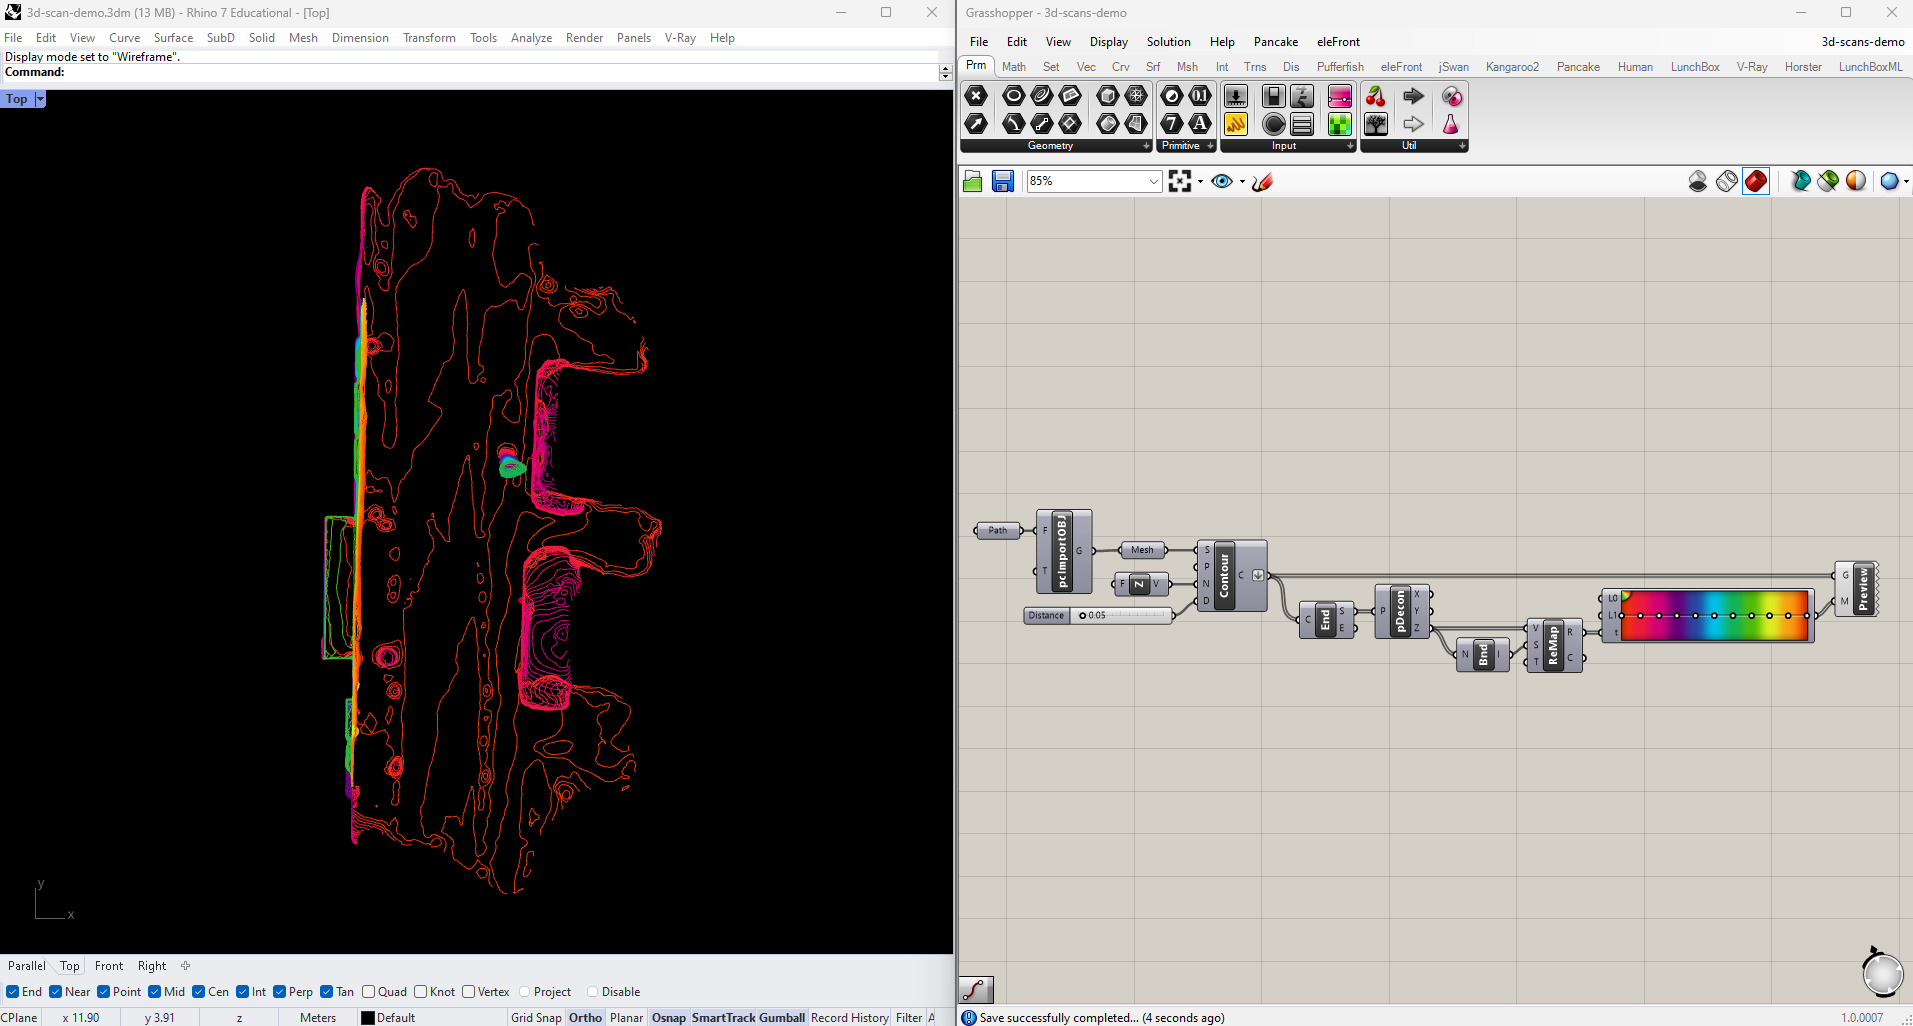 3d-scan-demo.3dm (13 MB) - Rhino 7 Educational - [Top]
File Edit View Curve Surface SubD Solid Mesh Dimension Transform Tools Analyze Render Panels V-Ray Help
Display mode set to "Wireframe".
Command:
Top
y
x
Parallel Top Front Right
End Near Point Mid Cen Int Perp Tan Quad Knot Vertex Project Disable
CPlane x 11.90 y 3.91 z Meters Default Grid Snap Ortho Planar Osnap SmartTrack Gumball Record History Filter A
Grasshopper - 3d-scans-demo
File Edit View Display Solution Help Pancake eleFront 3d-scans-demo
Prm Math Set Vec Crv Srf Msh Int Trns Dis Pufferfish eleFront jSwan Kangaroo2 Pancake Human LunchBox V-Ray Horster LunchBoxML
0.1
7 A
Geometry Primitive Input Util
85%
Path F T pcImportOBJ G
Mesh
F Z V
Distance 0.05
S P N D Contour C
C End S E
P pDecon X Y Z
N Bnd I
V S T ReMap R C
L0 L1 t
G M Preview
Save successfully completed... (4 seconds ago) 1.0.0007